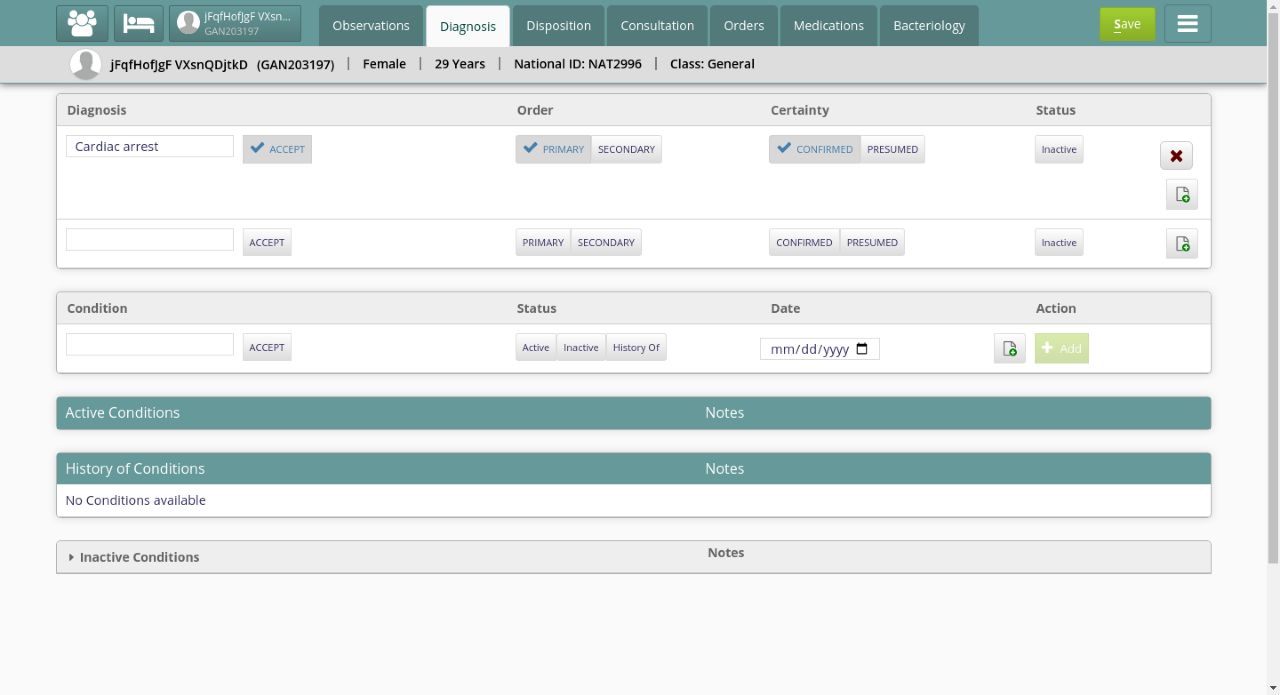 jFqfHofJgF VXsn...
GAN203197
Observations
Diagnosis
Disposition
Consultation
Orders
Medications
Bacteriology
Save
jFqfHofJgF VXsnQDjtkD (GAN203197) | Female | 29 Years | National ID: NAT2996 | Class: General
Diagnosis Order Certainty Status
Cardiac arrest ACCEPT PRIMARY SECONDARY CONFIRMED PRESUMED Inactive
ACCEPT PRIMARY SECONDARY CONFIRMED PRESUMED Inactive
Condition Status Date Action
ACCEPT Active Inactive History Of mm/dd/yyyy Add
Active Conditions Notes
History of Conditions Notes
No Conditions available
Inactive Conditions Notes